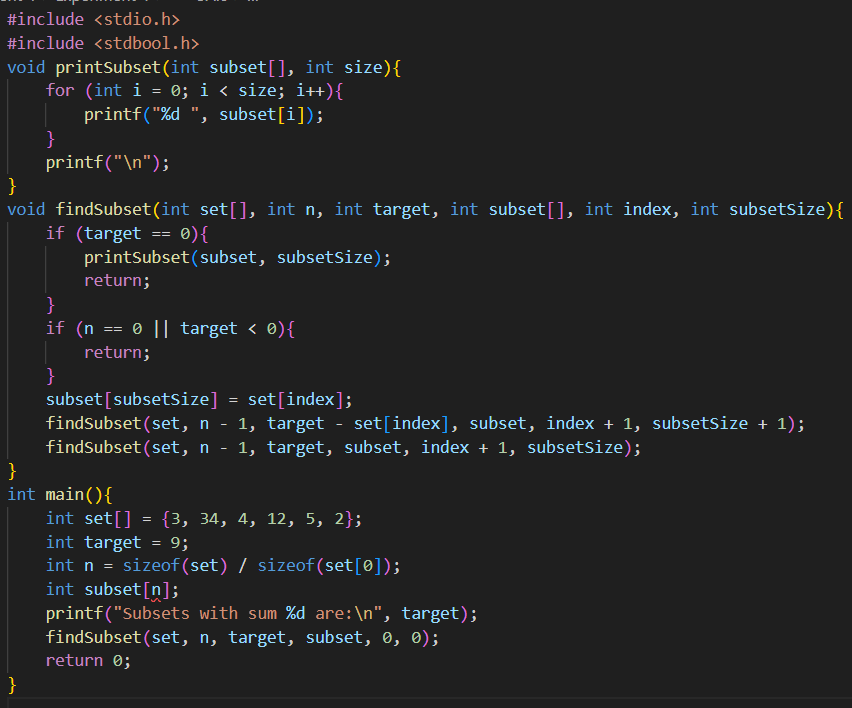 #include <stdio.h>
#include <stdbool.h>
void printSubset(int subset[], int size){
    for (int i = 0; i < size; i++){
        printf("%d ", subset[i]);
    }
    printf("\n");
}
void findSubset(int set[], int n, int target, int subset[], int index, int subsetSize){
    if (target == 0){
        printSubset(subset, subsetSize);
        return;
    }
    if (n == 0 || target < 0){
        return;
    }
    subset[subsetSize] = set[index];
    findSubset(set, n - 1, target - set[index], subset, index + 1, subsetSize + 1);
    findSubset(set, n - 1, target, subset, index + 1, subsetSize);
}
int main(){
    int set[] = {3, 34, 4, 12, 5, 2};
    int target = 9;
    int n = sizeof(set) / sizeof(set[0]);
    int subset[n];
    printf("Subsets with sum %d are:\n", target);
    findSubset(set, n, target, subset, 0, 0);
    return 0;
}